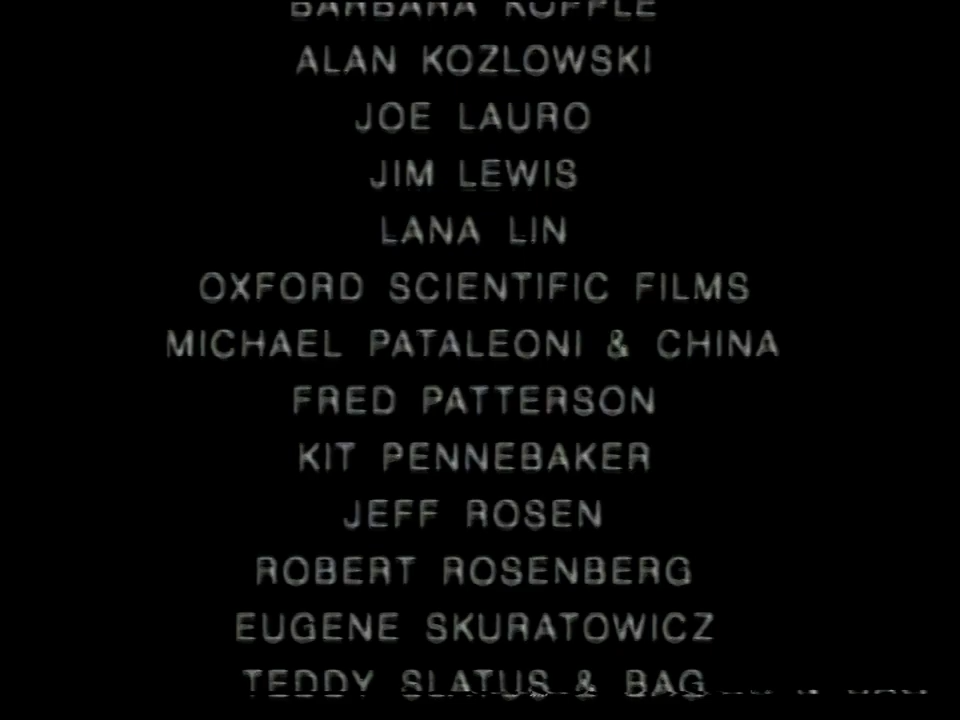 BARBARA
ALAN KOZLOWSKI
JOE LAURO
JIM LEWIS
LANA LIN
OXFORD SCIENTIFIC FILMS
MICHAEL PATALEONI & CHINA
FRED PATTERSON
KIT PENNEBAKER
JEFF ROSEN
ROBERT ROSENBERG
EUGENE SKURATOWICZ
TEDDY SLATUS & BAG